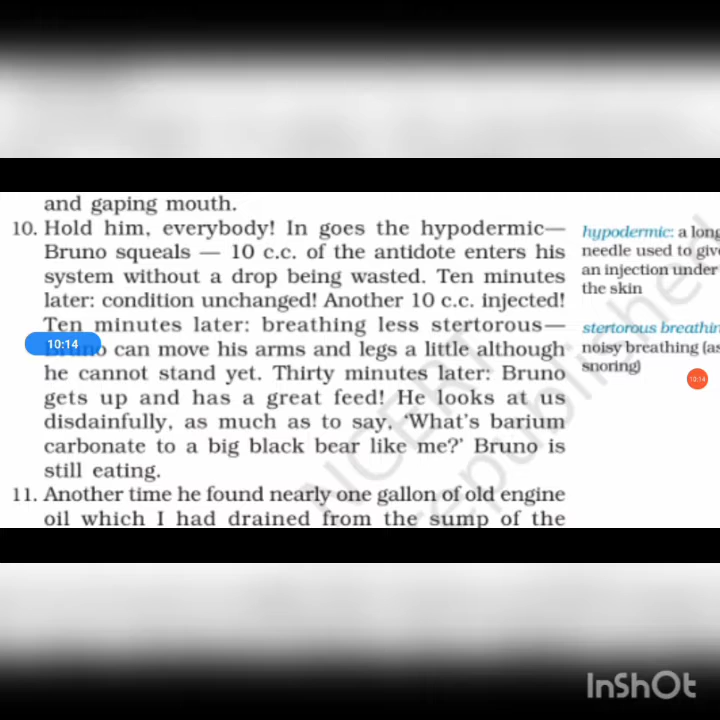 and gaping mouth.
10. Hold him, everybody! In goes the hypodermic—
Bruno squeals — 10 c.c. of the antidote enters his
system without a drop being wasted. Ten minutes
later: condition unchanged! Another 10 c.c. injected!
Ten minutes later: breathing less stertorous—
Bruno can move his arms and legs a little although
he cannot stand yet. Thirty minutes later: Bruno
gets up and has a great feed! He looks at us
disdainfully, as much as to say, 'What's barium
carbonate to a big black bear like me?' Bruno is
still eating.
11. Another time he found nearly one gallon of old engine
oil which I had drained from the sump of the
hypodermic: a long
needle used to give
an injection under
the skin
stertorous breathin
noisy breathing (as
snoring)
10:14
10:14
NCERT
republished
InShOt